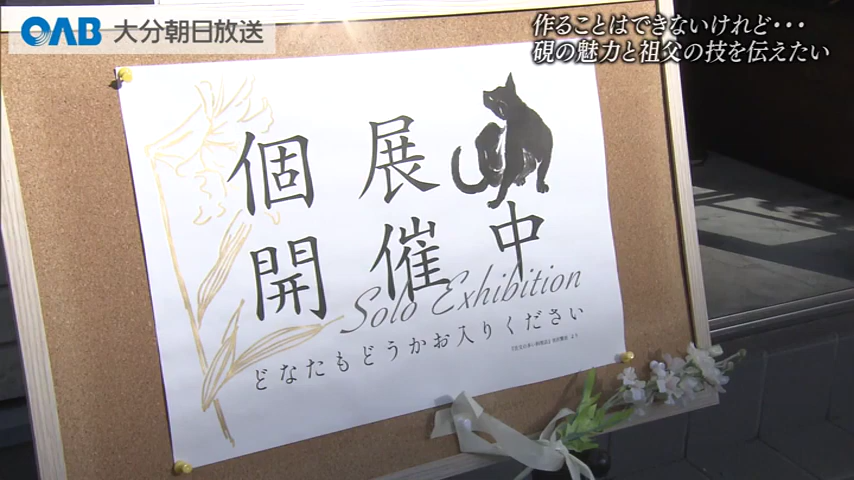 OAB 大分朝日放送
作ることはできないけれど・・・
硯の魅力と祖父の技を伝えたい
個展
開催中
Solo Exhibition
どなたもどうかお入りください